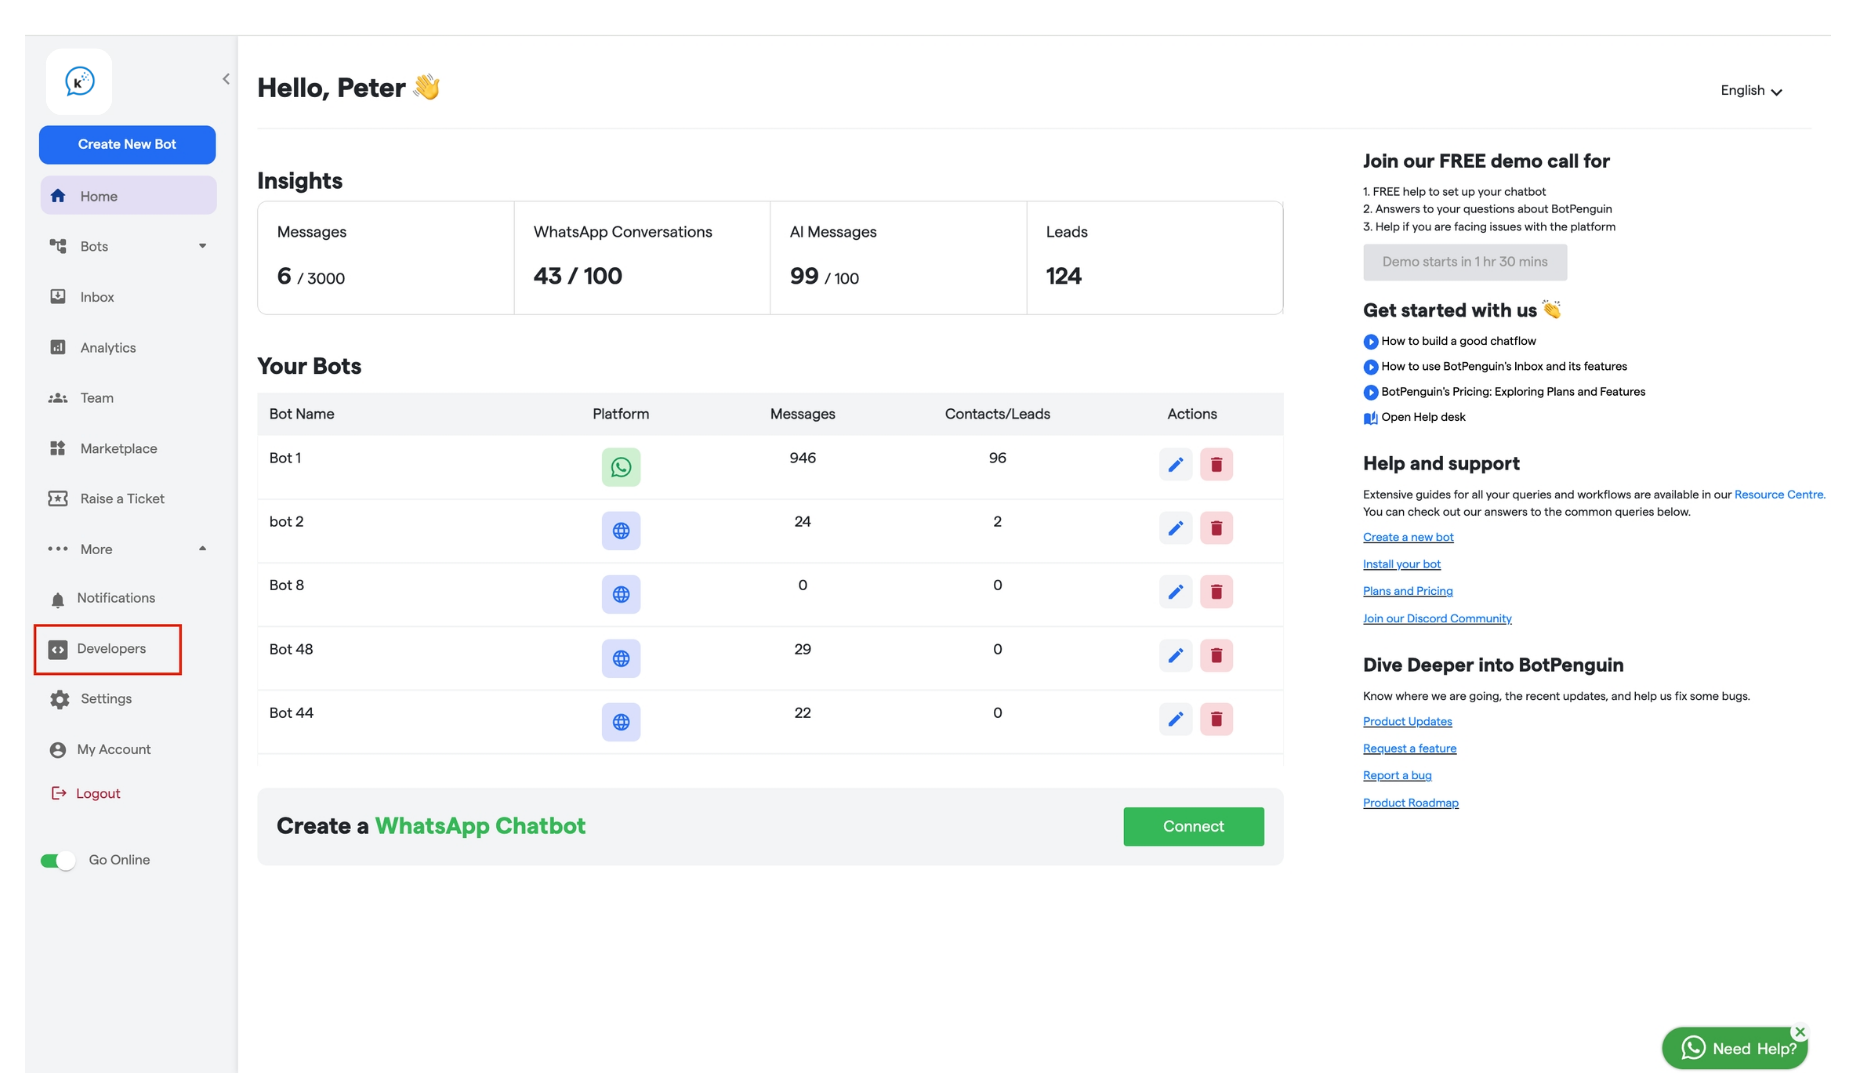 K
Create New Bot
Home
Bots
Inbox
Analytics
Team
Marketplace
Raise a Ticket
More
Notifications
Developers
Settings
My Account
Logout
Go Online
Hello, Peter 👋
English
Insights
Messages
6 / 3000
WhatsApp Conversations
43 / 100
AI Messages
99 / 100
Leads
124
Your Bots
Bot Name Platform Messages Contacts/Leads Actions
Bot 1 946 96
bot 2 24 2
Bot 8 0 0
Bot 48 29 0
Bot 44 22 0
Create a WhatsApp Chatbot
Connect
Join our FREE demo call for
1. FREE help to set up your chatbot
2. Answers to your questions about BotPenguin
3. Help if you are facing issues with the platform
Demo starts in 1 hr 30 mins
Get started with us 👏
How to build a good chatflow
How to use BotPenguin's Inbox and its features
BotPenguin's Pricing: Exploring Plans and Features
Open Help desk
Help and support
Extensive guides for all your queries and workflows are available in our Resource Centre.
You can check out our answers to the common queries below.
Create a new bot
Install your bot
Plans and Pricing
Join our Discord Community
Dive Deeper into BotPenguin
Know where we are going, the recent updates, and help us fix some bugs.
Product Updates
Request a feature
Report a bug
Product Roadmap
Need Help?